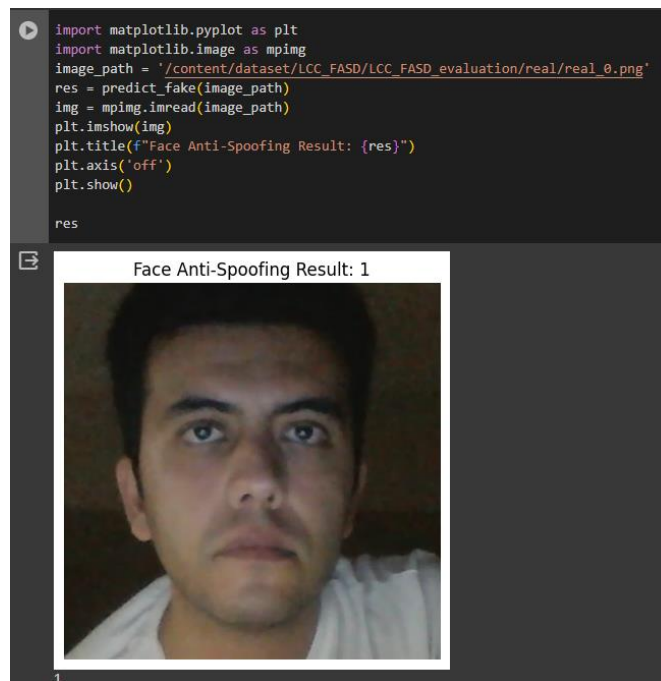 import matplotlib.pyplot as plt
import matplotlib.image as mpimg
image_path = '/content/dataset/LCC_FASD/LCC_FASD_evaluation/real/real_0.png'
res = predict_fake(image_path)
img = mpimg.imread(image_path)
plt.imshow(img)
plt.title(f"Face Anti-Spoofing Result: {res}")
plt.axis('off')
plt.show()
res
Face Anti-Spoofing Result: 1
1